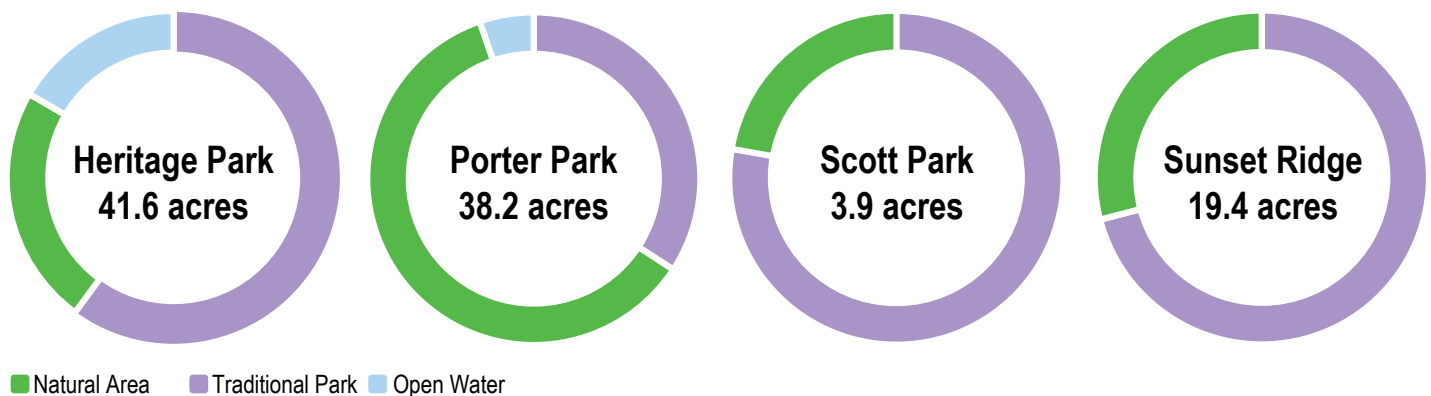 Heritage Park
41.6 acres
Porter Park
38.2 acres
Scott Park
3.9 acres
Sunset Ridge
19.4 acres
Natural Area
Traditional Park
Open Water